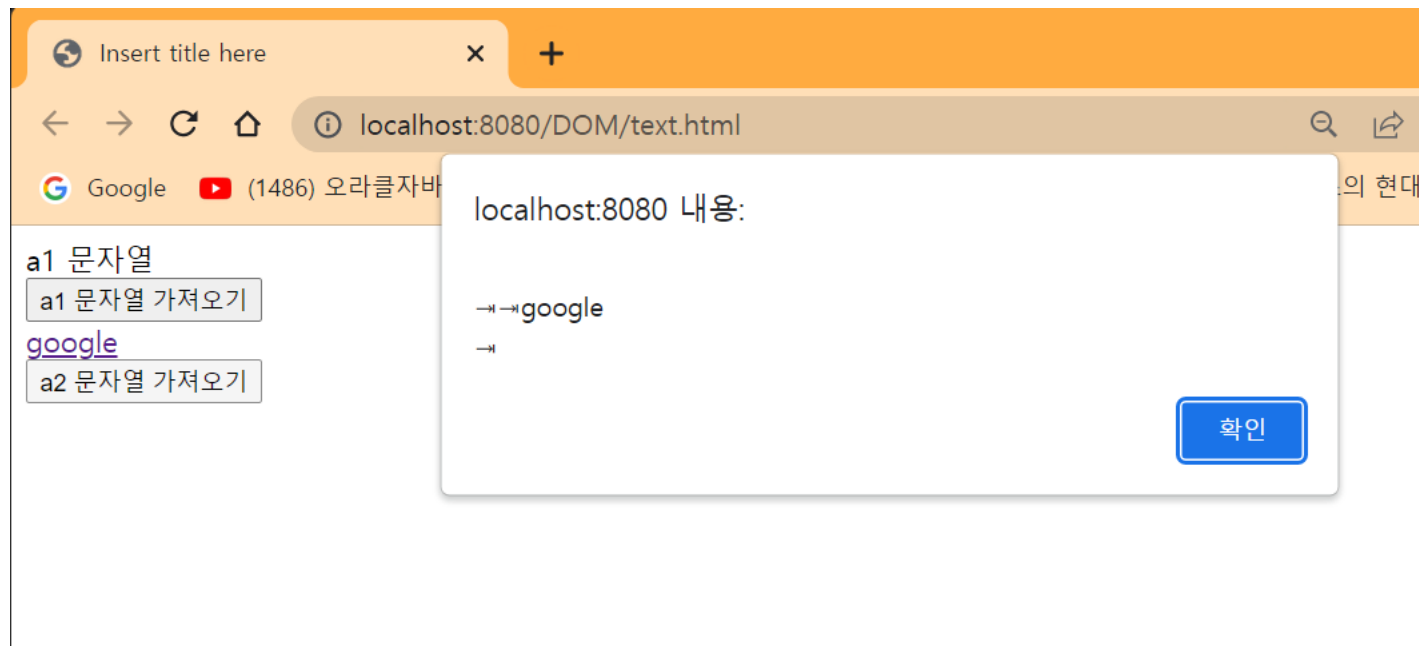 Insert title here
localhost:8080/DOM/text.html
Google (1486) 오라클자바
의 현대
localhost:8080 내용:
⇥⇥google
⇥
확인
a1 문자열
a1 문자열 가져오기
google
a2 문자열 가져오기